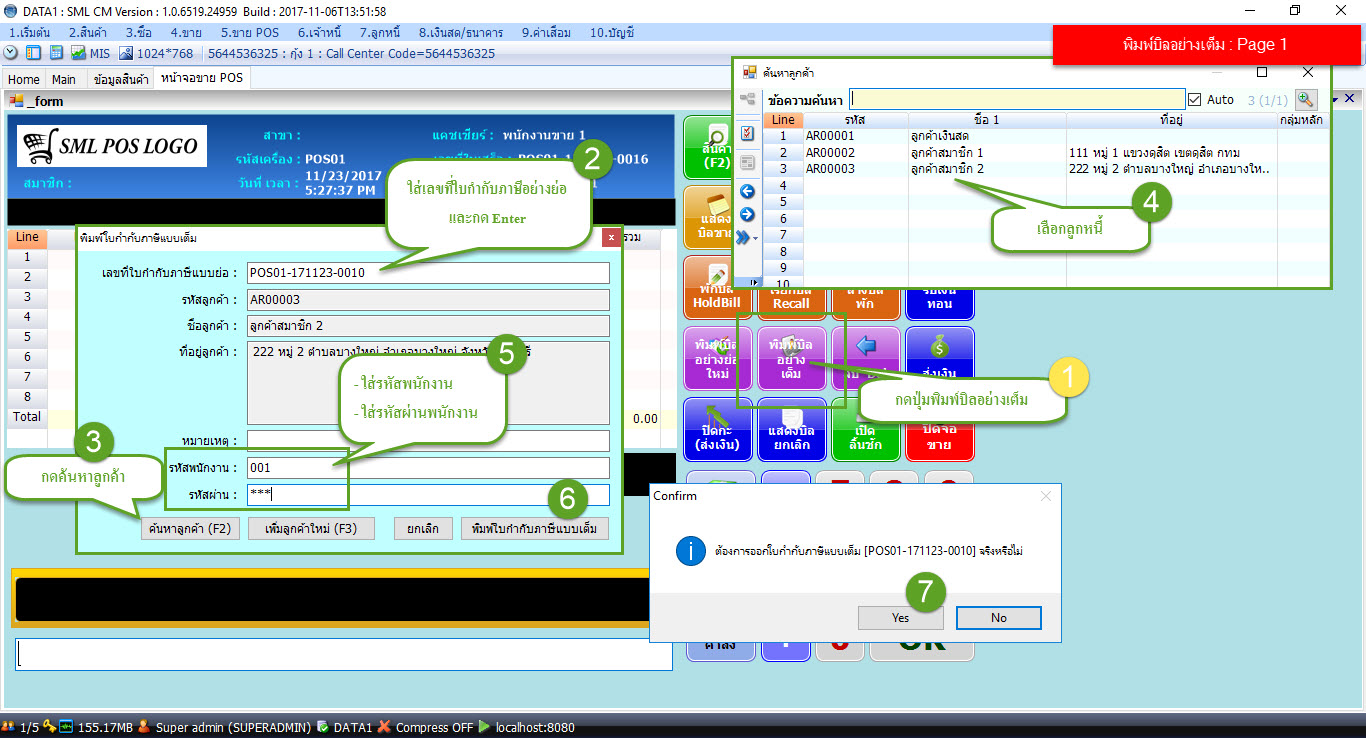 DATA1 : SML CM Version : 1.0.6519.24959 Build : 2017-11-06T13:51:58
1.เริ่มต้น 2.สินค้า 3.ซื้อ 4.ขาย 5.ขาย POS 6.เจ้าหนี้ 7.ลูกหนี้ 8.เงินสด/ธนาคาร 9.ค่าเสื่อม 10.บัญชี
MIS 1024*768 5644536325 : กุ้ง 1 : Call Center Code=5644536325
พิมพ์บิลอย่างเต็ม : Page 1
Home Main ข้อมูลสินค้า หน้าจอขาย POS
_form
SML POS LOGO
สาขา :
แคชเชียร์ : พนักงานขาย 1
รหัสเครื่อง : POS01
-0016
สมาชิก :
วันที่ เวลา : 11/23/2017
5:27:37 PM
1
2
ใส่เลขที่ใบกำกับภาษีอย่างย่อ
และกด Enter
ค้นหาลูกค้า
ข้อความค้นหา
Auto 3 (1/1)
Line รหัส ชื่อ 1 ที่อยู่ กลุ่มหลัก
1 AR00001 ลูกค้าเงินสด
2 AR00002 ลูกค้าสมาชิก 1 111 หมู่ 1 แขวงดุสิต เขตดุสิต กทม
3 AR00003 ลูกค้าสมาชิก 2 222 หมู่ 2 ตำบลบางใหญ่ อำเภอบางให..
4
5
6
7
8
9
10
4
เลือกลูกหนี้
สินค้า
(F2)
แสดง
บิลขาย
พักบิล
HoldBill
เรียกบิล
Recall
ล้างบิล
พัก
รับเงิน
ทอน
พิมพ์บิล
อย่างย่อ
ใหม่
พิมพ์บิล
อย่าง
เต็ม
ส่งเงิน
1
กดปุ่มพิมพ์บิลอย่างเต็ม
ปิดกะ
(ส่งเงิน)
แสดงบิล
ยกเลิก
เปิด
ลิ้นชัก
ปิดจอ
ขาย
Line
รวม
1
2
3
4
5
6
7
8
Total
0.00
พิมพ์ใบกำกับภาษีแบบเต็ม
x
เลขที่ใบกำกับภาษีแบบย่อ : POS01-171123-0010
รหัสลูกค้า : AR00003
ชื่อลูกค้า : ลูกค้าสมาชิก 2
ที่อยู่ลูกค้า : 222 หมู่ 2 ตำบลบางใหญ่ อำเภอบางใหญ่
5
- ใส่รหัสพนักงาน
- ใส่รหัสผ่านพนักงาน
หมายเหตุ :
รหัสพนักงาน : 001
รหัสผ่าน : ***
3
กดค้นหาลูกค้า
6
ค้นหาลูกค้า (F2) เพิ่มลูกค้าใหม่ (F3) ยกเลิก พิมพ์ใบกำกับภาษีแบบเต็ม
Confirm
ต้องการออกใบกำกับภาษีแบบเต็ม [POS01-171123-0010] จริงหรือไม่
7
Yes No
OK
1/5 155.17MB Super admin (SUPERADMIN) DATA1 Compress OFF localhost:8080